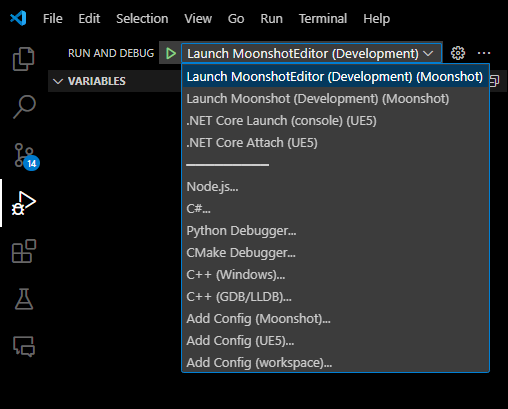 File Edit Selection View Go Run Terminal Help
RUN AND DEBUG Launch MoonshotEditor (Development)
VARIABLES
Launch MoonshotEditor (Development) (Moonshot)
Launch Moonshot (Development) (Moonshot)
.NET Core Launch (console) (UE5)
.NET Core Attach (UE5)
14
Node.js...
C#...
Python Debugger...
CMake Debugger...
C++ (Windows)...
C++ (GDB/LLDB)...
Add Config (Moonshot)...
Add Config (UE5)...
Add Config (workspace)...